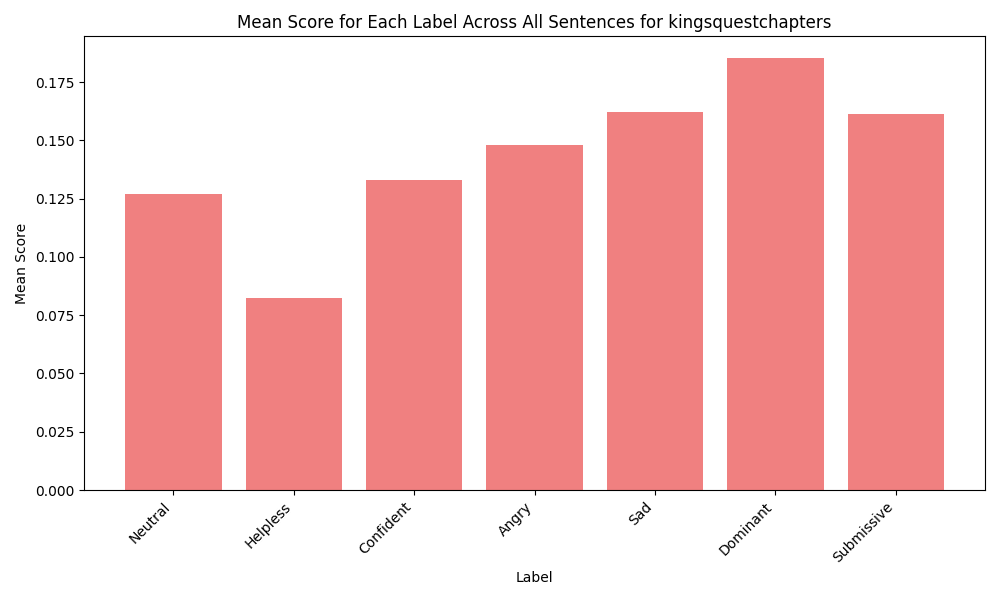 Mean Score for Each Label Across All Sentences for kingsquestchapters
Mean Score
0.175
0.150
0.125
0.100
0.075
0.050
0.025
0.000
Neutral
Helpless
Confident
Angry
Sad
Dominant
Submissive
Label